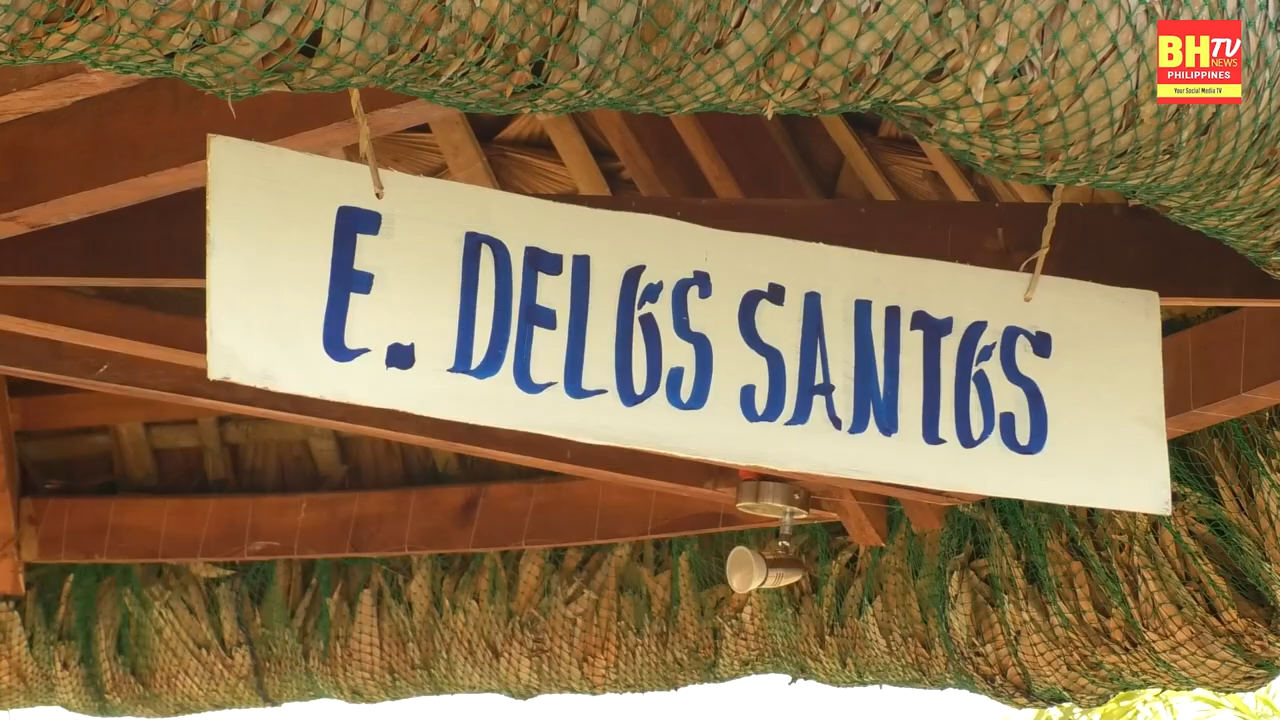 BH TV
NEWS
PHILIPPINES
Your Social Media TV
E. DELOS SANTOS